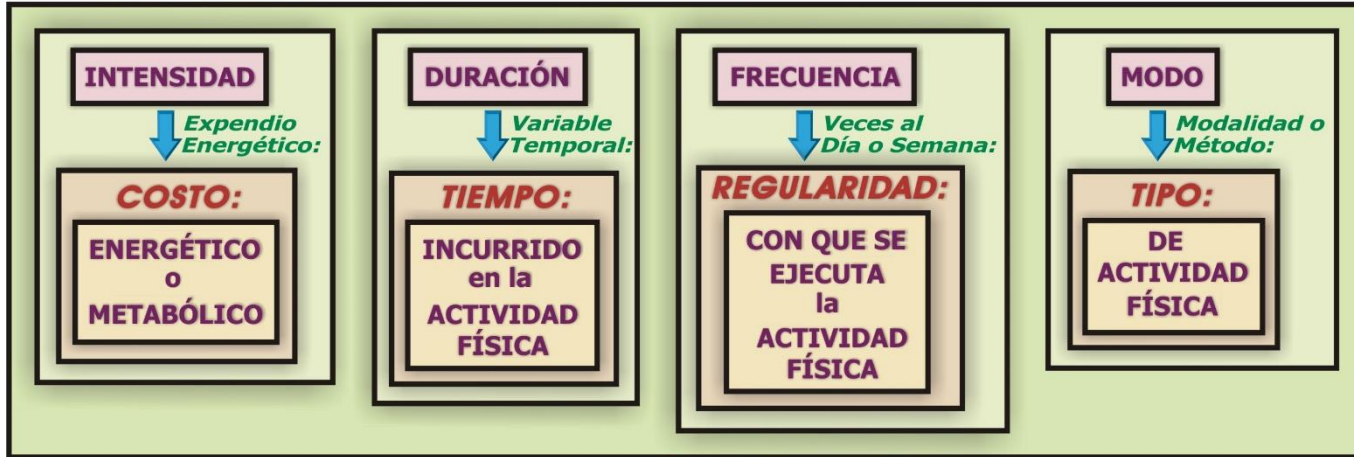 INTENSIDAD
Expendio
Energético:
COSTO:
ENERGÉTICO
o
METABÓLICO
DURACIÓN
Variable
Temporal:
TIEMPO:
INCURRIDO
en la
ACTIVIDAD
FÍSICA
FRECUENCIA
Veces al
Día o Semana:
REGULARIDAD:
CON QUE SE
EJECUTA
la
ACTIVIDAD
FÍSICA
MODO
Modalidad o
Método:
TIPO:
DE
ACTIVIDAD
FÍSICA